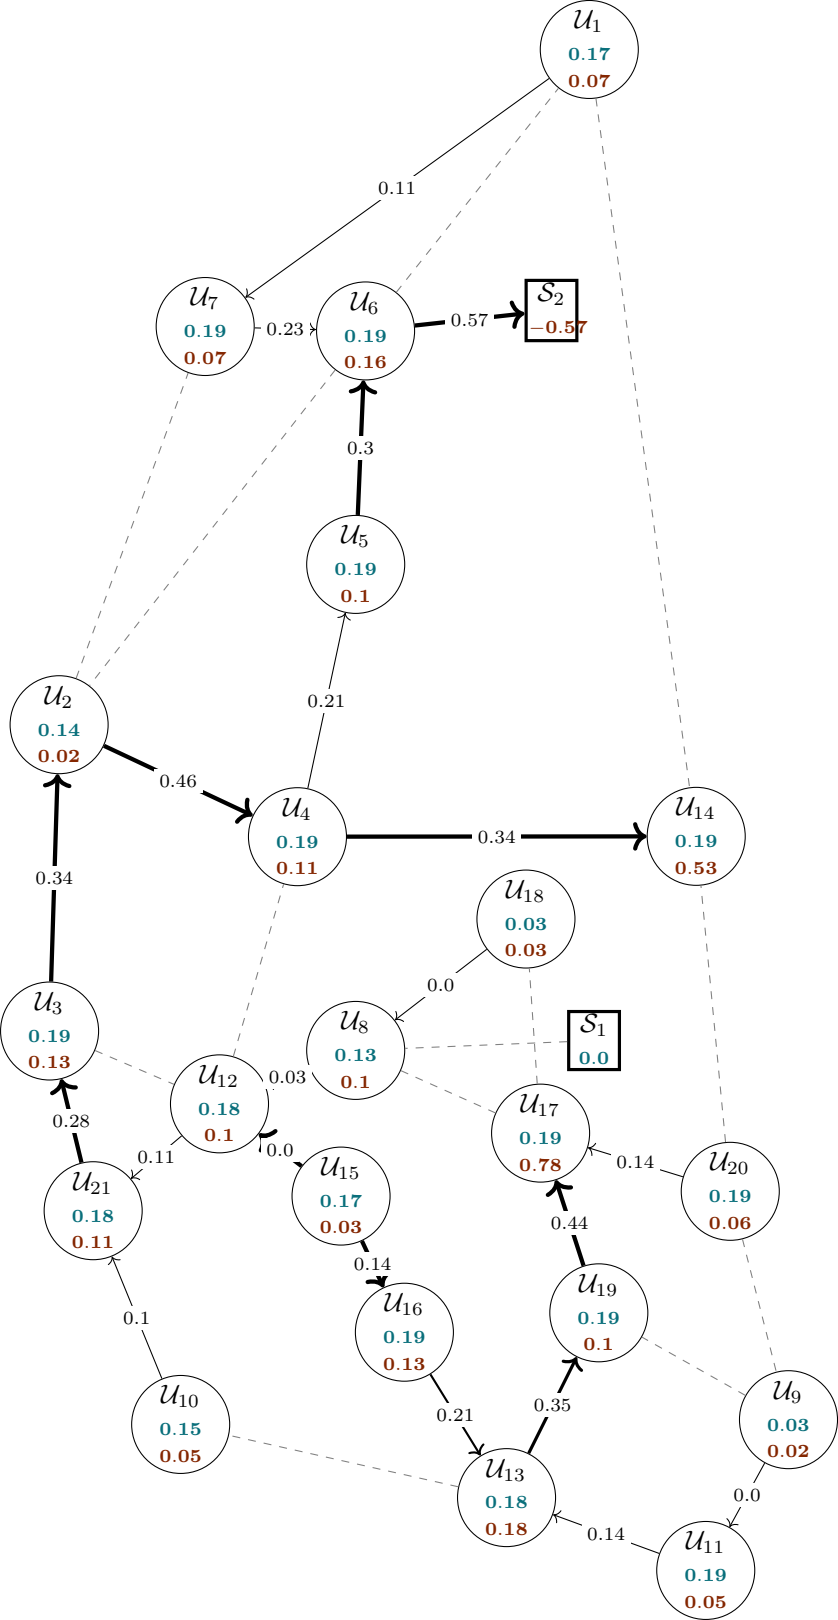 𝒰₁
0.17
0.07
0.11
𝒰₇
0.19
0.07
0.23
𝒰₆
0.19
0.16
0.57
𝒮₂
−0.57
0.3
𝒰₅
0.19
0.1
0.21
𝒰₂
0.14
0.02
0.46
𝒰₄
0.19
0.11
0.34
𝒰₁₄
0.19
0.53
0.34
𝒰₁₈
0.03
0.03
0.0
𝒰₃
0.19
0.13
𝒰₈
0.13
0.1
𝒮₁
0.0
𝒰₁₂
0.18
0.1
0.03
𝒰₁₇
0.19
0.78
0.28
0.11
0.0
0.14
𝒰₂₁
0.18
0.11
𝒰₁₅
0.17
0.03
𝒰₂₀
0.19
0.06
0.44
0.14
𝒰₁₆
0.19
0.13
𝒰₁₉
0.19
0.1
0.1
𝒰₁₀
0.15
0.05
0.21
0.35
𝒰₉
0.03
0.02
0.0
𝒰₁₃
0.18
0.18
0.14
𝒰₁₁
0.19
0.05